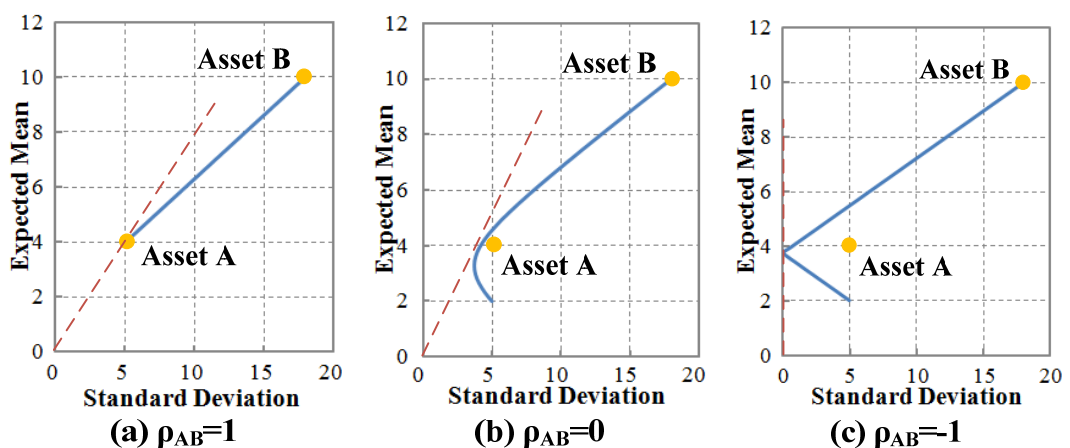 12
10
8
6
4
2
0
Expected Mean
Asset B
Asset A
0 5 10 15 20
Standard Deviation
(a) ρAB=1
12
10
8
6
4
2
0
Expected Mean
Asset B
Asset A
0 5 10 15 20
Standard Deviation
(b) ρAB=0
12
10
8
6
4
2
0
Expected Mean
Asset B
Asset A
0 5 10 15 20
Standard Deviation
(c) ρAB=-1